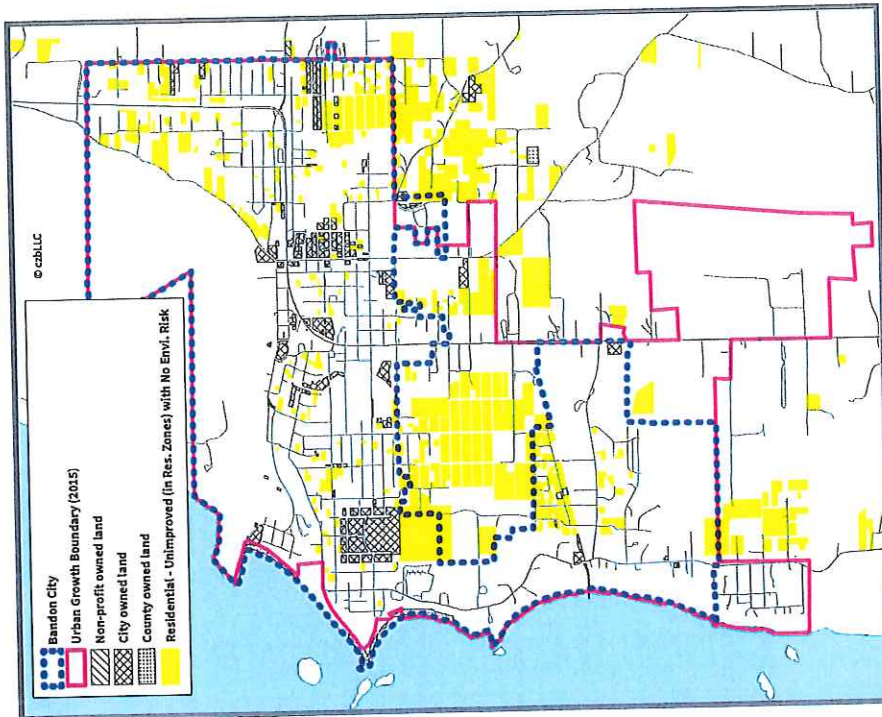 © czbLLC
Bandon City
Urban Growth Boundary (2015)
Non-profit owned land
City owned land
County owned land
Residential - Unimproved (in Res. Zones) with No Envi. Risk